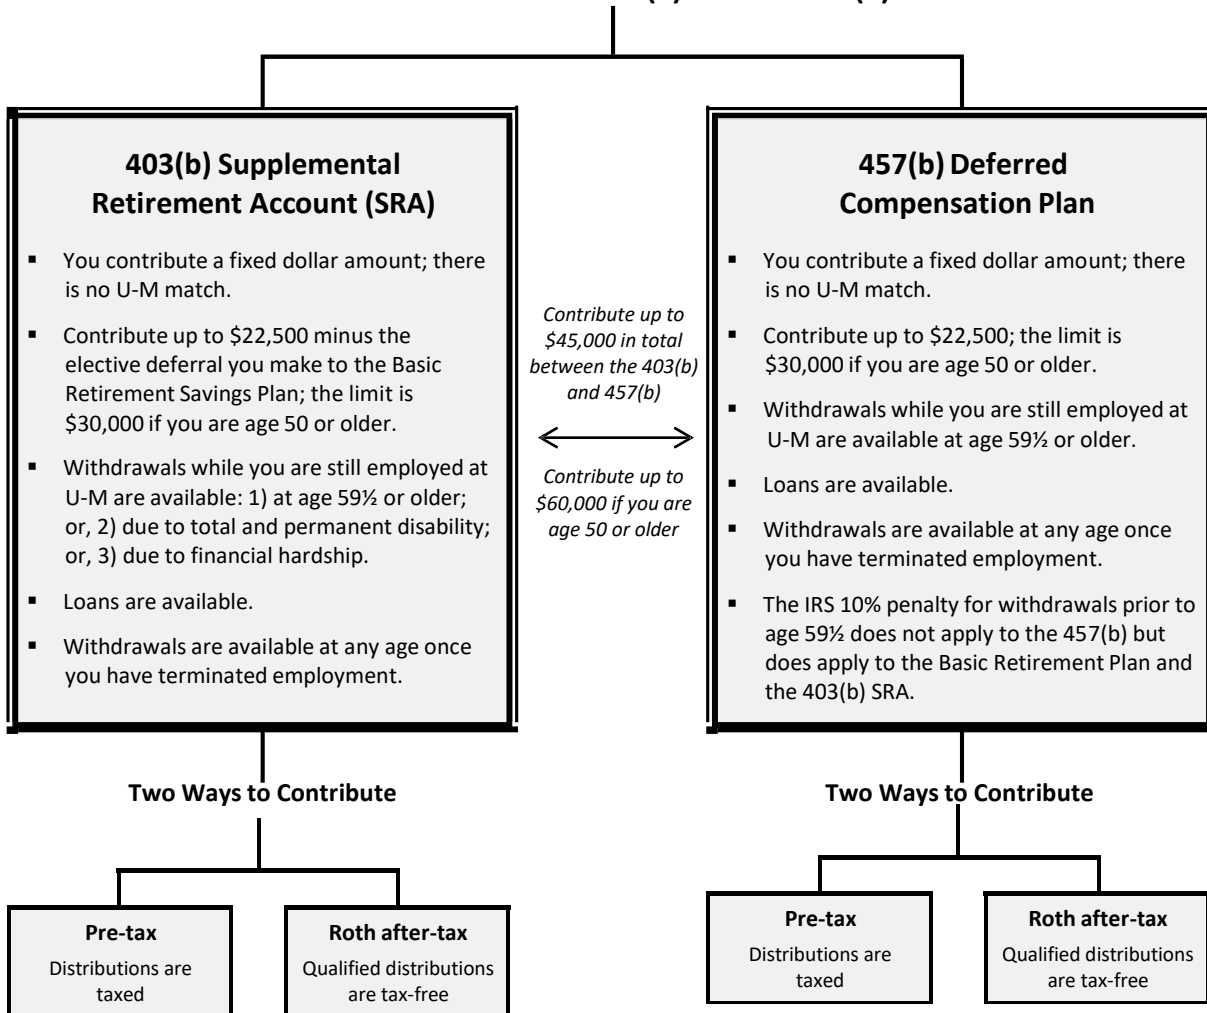 403(b) Supplemental
Retirement Account (SRA)
▪ You contribute a fixed dollar amount; there
is no U-M match.
▪ Contribute up to $22,500 minus the
elective deferral you make to the Basic
Retirement Savings Plan; the limit is
$30,000 if you are age 50 or older.
▪ Withdrawals while you are still employed at
U-M are available: 1) at age 59½ or older;
or, 2) due to total and permanent disability;
or, 3) due to financial hardship.
▪ Loans are available.
▪ Withdrawals are available at any age once
you have terminated employment.
Contribute up to
$45,000 in total
between the 403(b)
and 457(b)
Contribute up to
$60,000 if you are
age 50 or older
457(b) Deferred
Compensation Plan
▪ You contribute a fixed dollar amount; there
is no U-M match.
▪ Contribute up to $22,500; the limit is
$30,000 if you are age 50 or older.
▪ Withdrawals while you are still employed at
U-M are available at age 59½ or older.
▪ Loans are available.
▪ Withdrawals are available at any age once
you have terminated employment.
▪ The IRS 10% penalty for withdrawals prior to
age 59½ does not apply to the 457(b) but
does apply to the Basic Retirement Plan and
the 403(b) SRA.
Two Ways to Contribute
Pre-tax
Distributions are
taxed
Roth after-tax
Qualified distributions
are tax-free
Two Ways to Contribute
Pre-tax
Distributions are
taxed
Roth after-tax
Qualified distributions
are tax-free